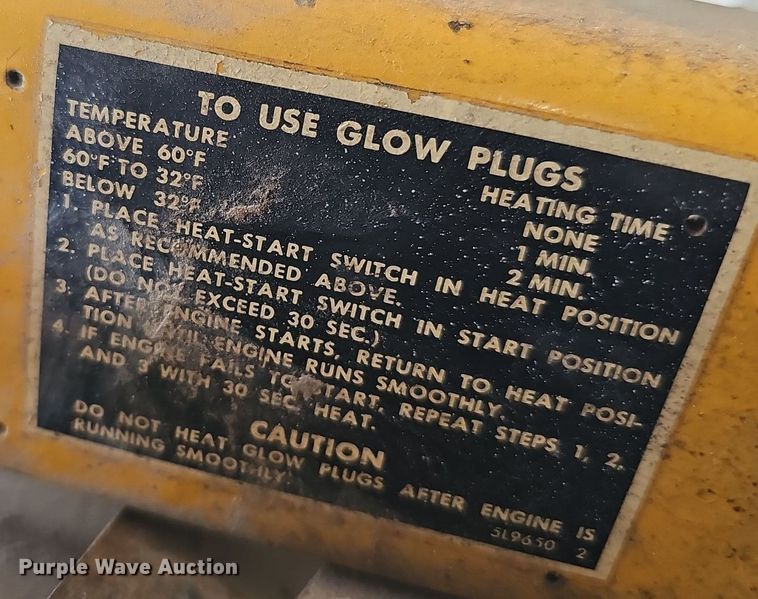 TO USE GLOW PLUGS
TEMPERATURE HEATING TIME
ABOVE 60°F NONE
60°F TO 32°F 1 MIN.
BELOW 32°F 2 MIN.
1. PLACE HEAT-START SWITCH IN HEAT POSITION
AS RECOMMENDED ABOVE.
2. PLACE HEAT-START SWITCH IN START POSITION
(DO NOT EXCEED 30 SEC.)
3. AFTER ENGINE STARTS, RETURN TO HEAT POSI-
TION UNTIL ENGINE RUNS SMOOTHLY.
4. IF ENGINE FAILS TO START, REPEAT STEPS 1, 2,
AND 3 WITH 30 SEC. HEAT.
CAUTION
DO NOT HEAT GLOW PLUGS AFTER ENGINE IS
RUNNING SMOOTHLY.
5L9650 2
Purple Wave Auction